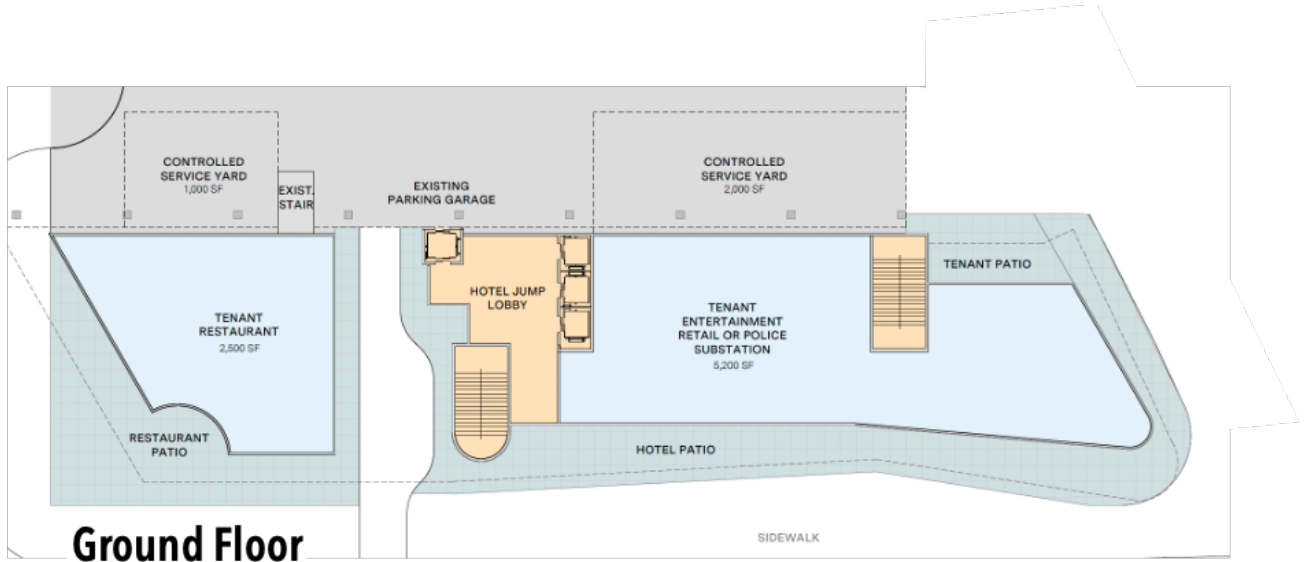 CONTROLLED
SERVICE YARD
1,000 SF
EXIST.
STAIR
EXISTING
PARKING GARAGE
CONTROLLED
SERVICE YARD
2,000 SF
TENANT PATIO
HOTEL JUMP
LOBBY
TENANT
RESTAURANT
2,500 SF
TENANT
ENTERTAINMENT
RETAIL OR POLICE
SUBSTATION
5,200 SF
RESTAURANT
PATIO
HOTEL PATIO
SIDEWALK
Ground Floor